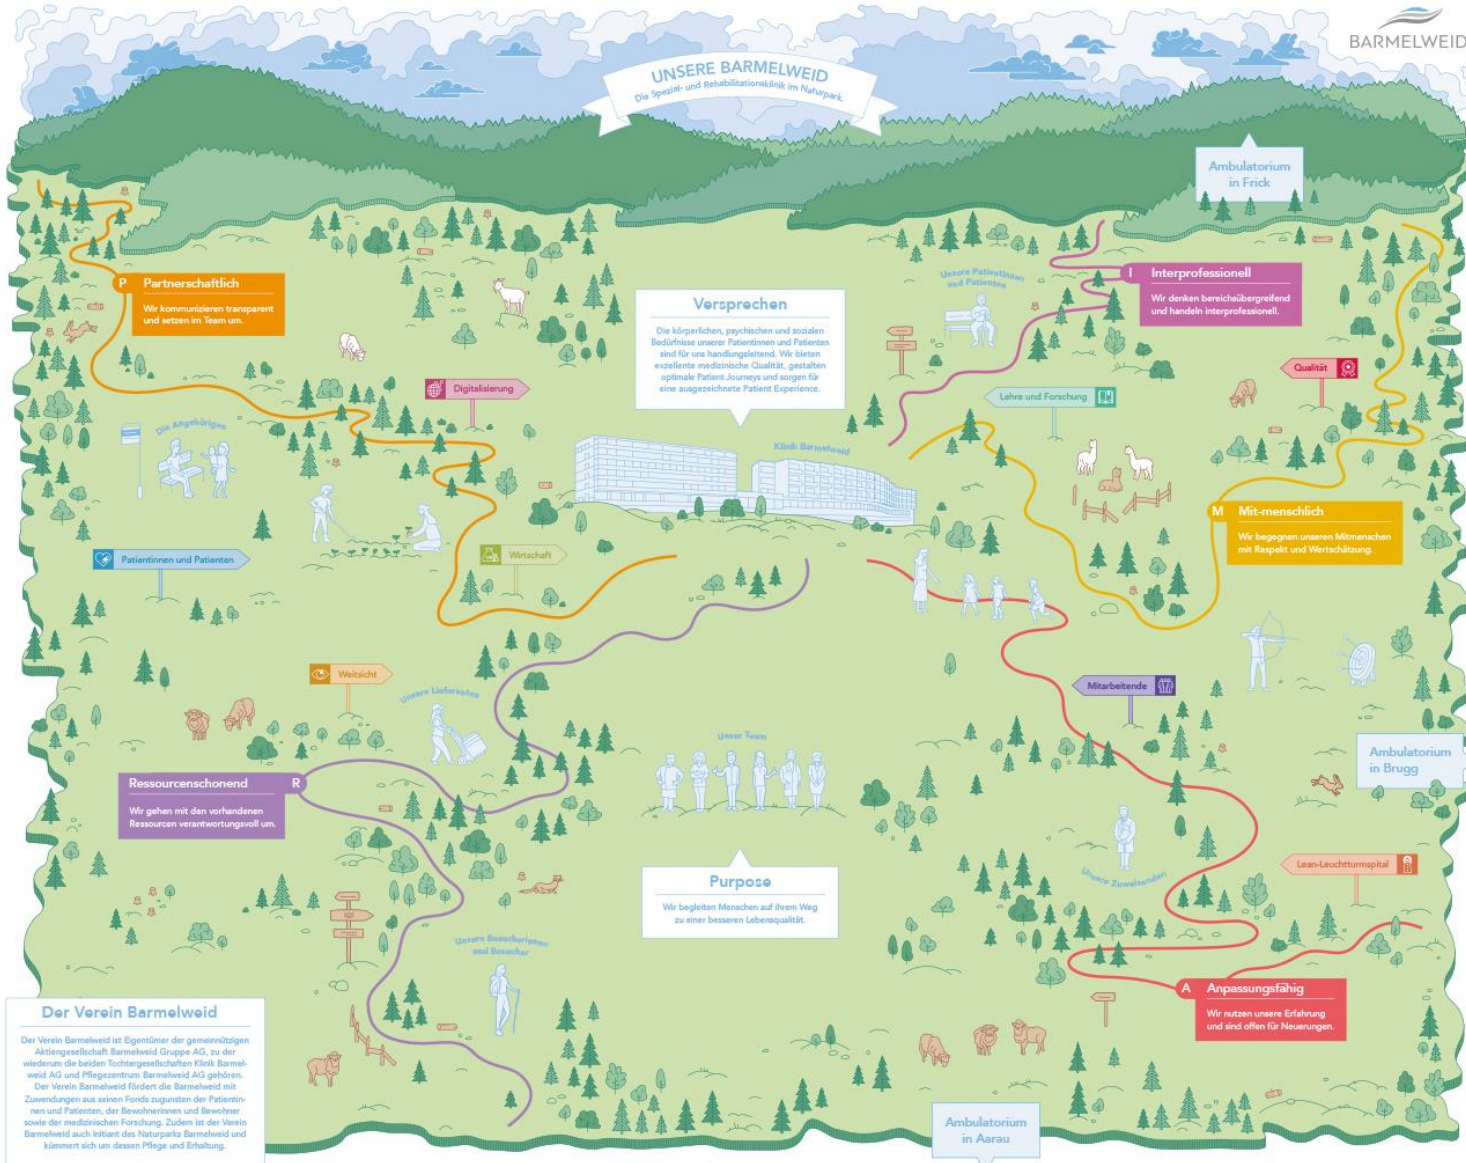 BARMELWEID
UNSERE BARMELWEID
Die Spezial- und Rehabilitationsklinik im Naturpark.
Ambulatorium
in Frick
P Partnerschaftlich
Wir kommunizieren transparent
und setzen im Team um.
Unsere Patientinnen
und Patienten
I Interprofessionell
Wir denken bereichsübergreifend
und handeln interprofessionell.
Versprechen
Die körperlichen, psychischen und sozialen
Bedürfnisse unserer Patientinnen und Patienten
sind für uns handlungsleitend. Wir bieten
exzellente medizinische Qualität, gestalten
optimale Patient Journeys und sorgen für
eine ausgezeichnete Patient Experience.
Digitalisierung
Lehre und Forschung
Qualität
Die Angehörigen
Klinik Barmelweid
M Mit-menschlich
Wir begegnen unseren Mitmenschen
mit Respekt und Wertschätzung.
Patientinnen und Patienten
Wirtschaft
Weitsicht
Unsere Lieferanten
Mitarbeitende
Unser Team
Ambulatorium
in Brugg
Ressourcenschonend R
Wir gehen mit den vorhandenen
Ressourcen verantwortungsvoll um.
Unsere Zuweisenden
Lean-Leuchtturmspital
Purpose
Wir begleiten Menschen auf ihrem Weg
zu einer besseren Lebensqualität.
Unsere Besucherinnen
und Besucher
A Anpassungsfähig
Wir nutzen unsere Erfahrung
und sind offen für Neuerungen.
Der Verein Barmelweid
Der Verein Barmelweid ist Eigentümer der gemeinnützigen
Aktiengesellschaft Barmelweid Gruppe AG, zu der
wiederum die beiden Tochtergesellschaften Klinik Barmel-
weid AG und Pflegezentrum Barmelweid AG gehören.
Der Verein Barmelweid fördert die Barmelweid mit
Zuwendungen aus seinen Fonds zugunsten der Patientin-
nen und Patienten, der Bewohnerinnen und Bewohner
sowie der medizinischen Forschung. Zudem ist der Verein
Barmelweid auch Initiant des Naturparks Barmelweid und
kümmert sich um dessen Pflege und Erhaltung.
Ambulatorium
in Aarau